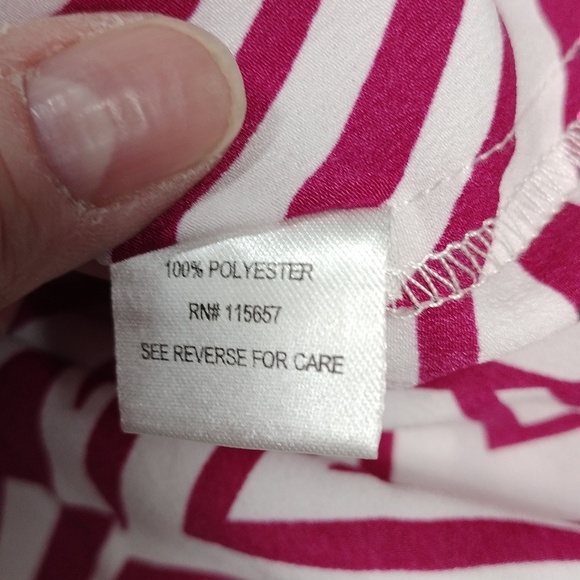 100% POLYESTER
RN# 115657
SEE REVERSE FOR CARE